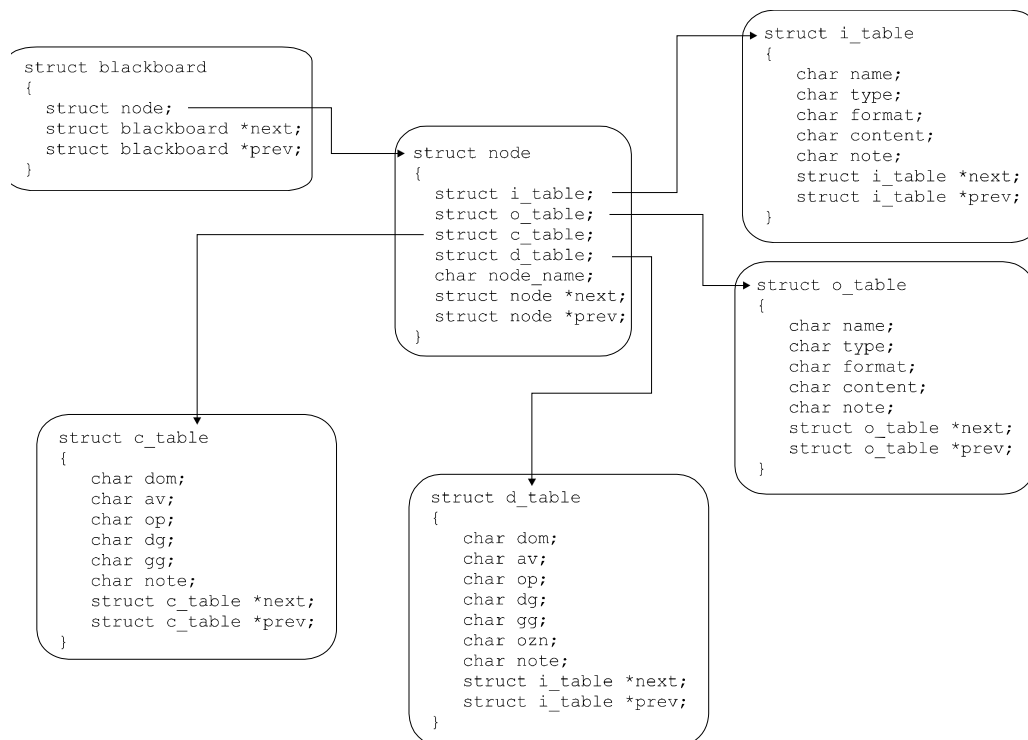 struct blackboard
{
struct node;
struct blackboard *next;
struct blackboard *prev;
}
struct node
{
struct i_table;
struct o_table;
struct c_table;
struct d_table;
char node_name;
struct node *next;
struct node *prev;
}
struct i_table
{
char name;
char type;
char format;
char content;
char note;
struct i_table *next;
struct i_table *prev;
}
struct o_table
{
char name;
char type;
char format;
char content;
char note;
struct o_table *next;
struct o_table *prev;
}
struct c_table
{
char dom;
char av;
char op;
char dg;
char gg;
char note;
struct c_table *next;
struct c_table *prev;
}
struct d_table
{
char dom;
char av;
char op;
char dg;
char gg;
char ozn;
char note;
struct i_table *next;
struct i_table *prev;
}